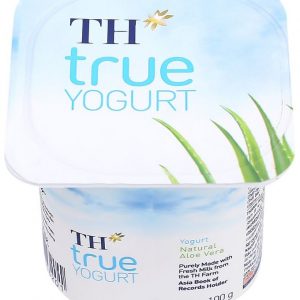 TH
true
YOGURT
TH
true
YOGURT
Yogurt
Natural
Aloe Vera
Purely Made with
Fresh Milk from
the TH Farm
Asia Book of
Records Holder
100 g